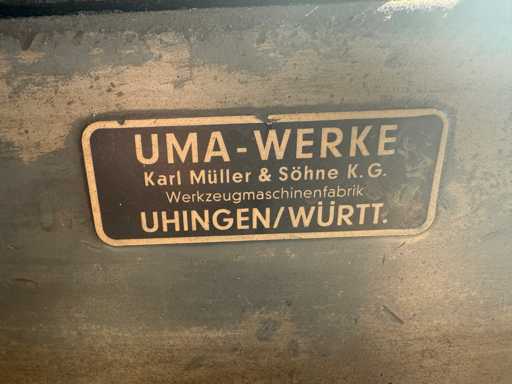 UMA-WERKE
Karl Müller & Söhne K.G.
Werkzeugmaschinenfabrik
UHINGEN/WÜRTT.